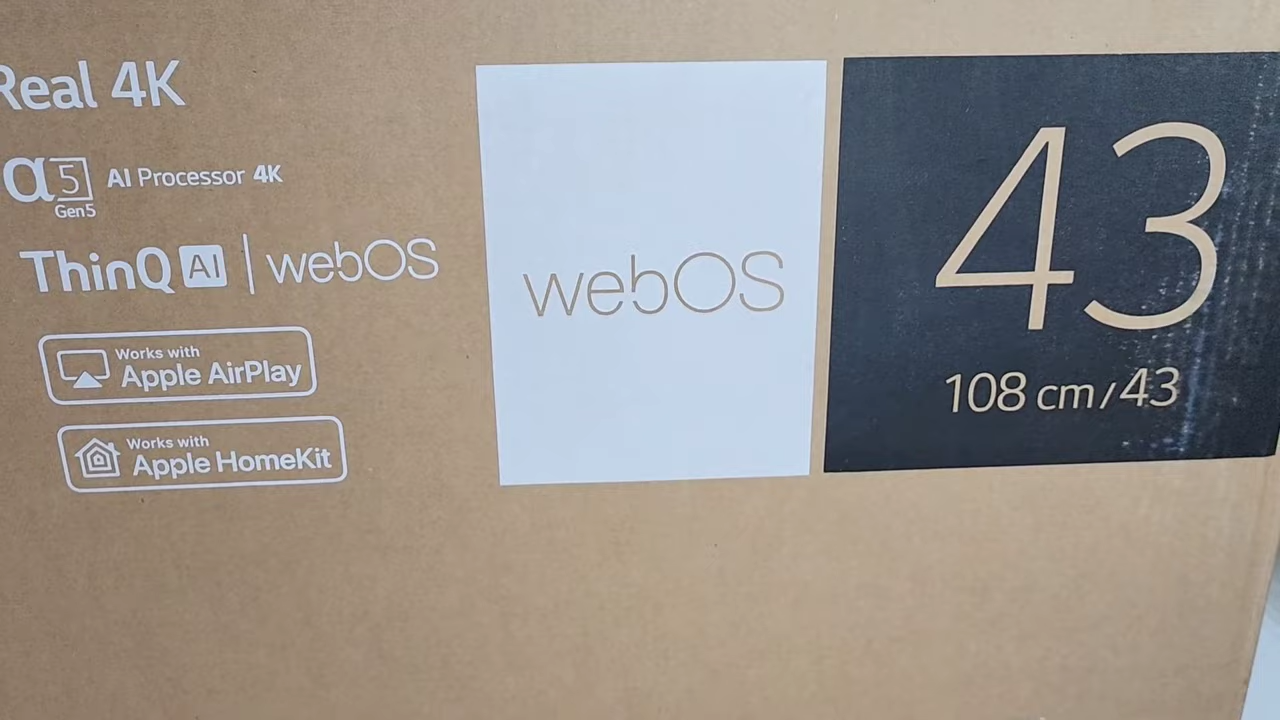 Real 4K
α5 AI Processor 4K
Gen5
ThinQ AI | webOS
Works with
Apple AirPlay
Works with
Apple HomeKit
webOS
43
108 cm/43